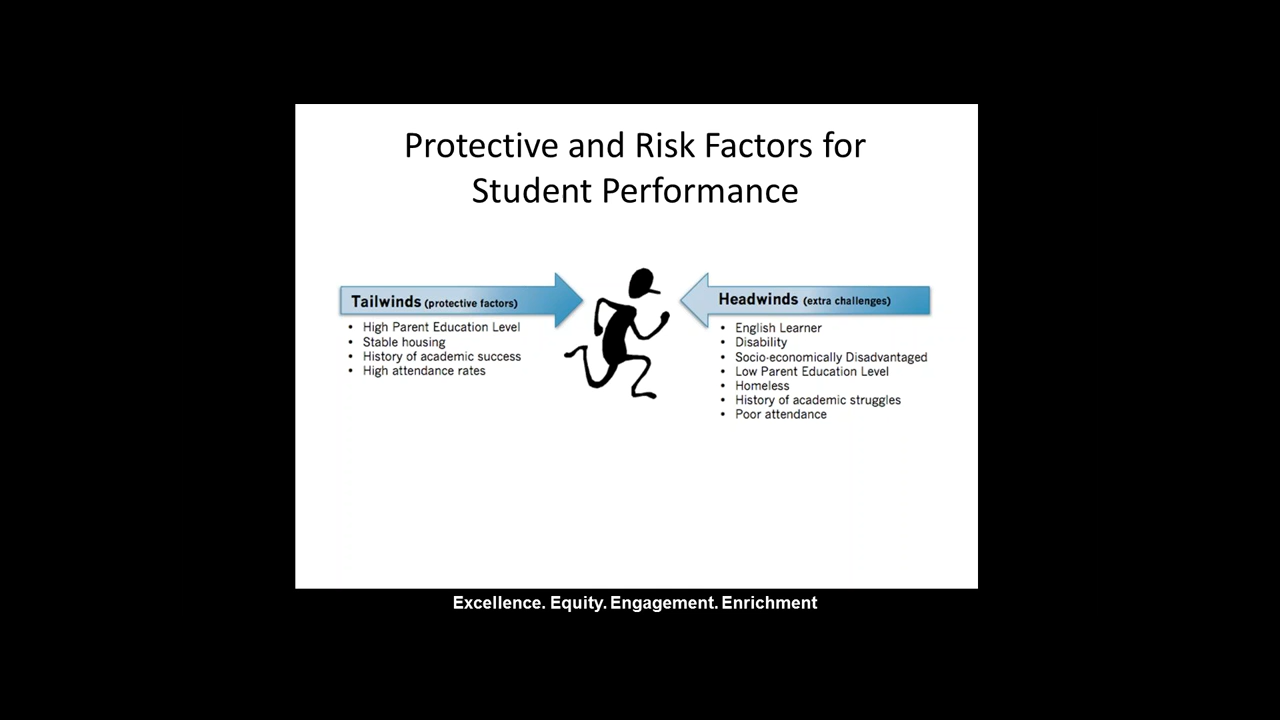 Protective and Risk Factors for
Student Performance
Tailwinds (protective factors)
• High Parent Education Level
• Stable housing
• History of academic success
• High attendance rates
Headwinds (extra challenges)
• English Learner
• Disability
• Socio-economically Disadvantaged
• Low Parent Education Level
• Homeless
• History of academic struggles
• Poor attendance
Excellence. Equity. Engagement. Enrichment